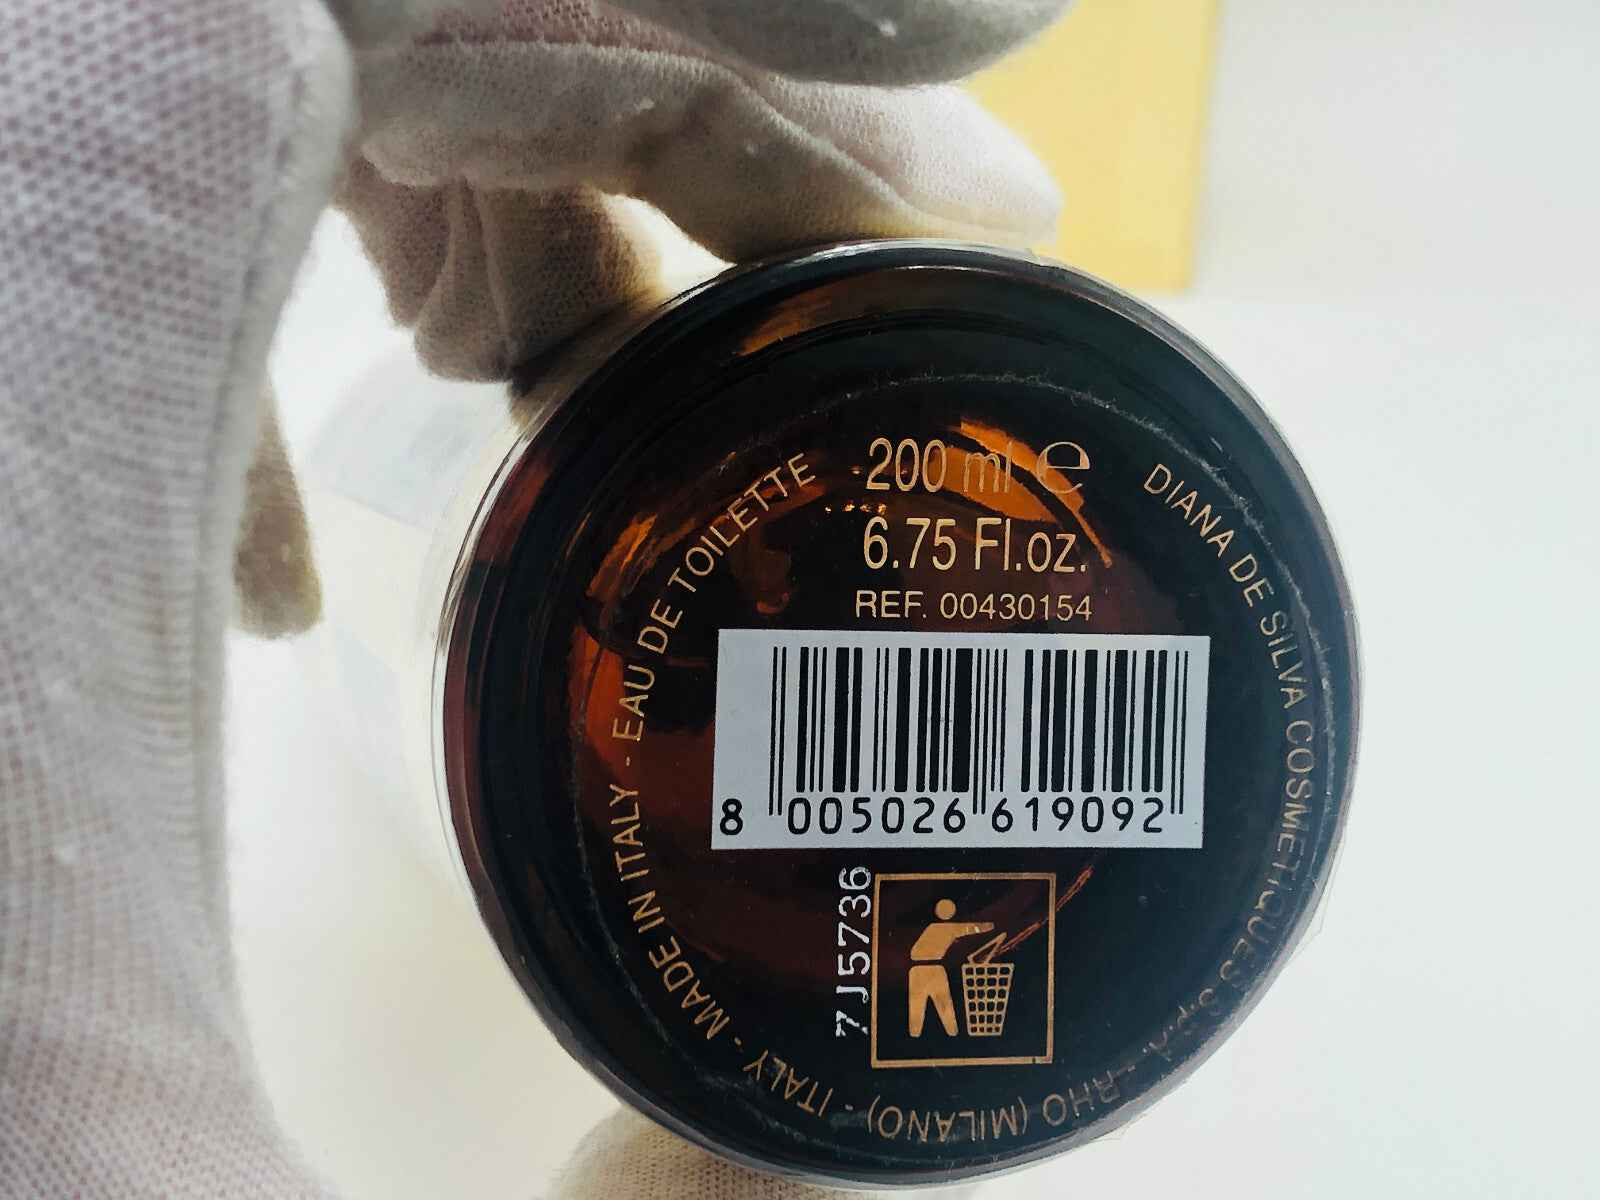 200 ml ℮
6.75 Fl.oz.
REF. 00430154
8 005026 619092
7J5736
DIANA DE SILVA COSMETIQUES S.p.A. - RHO (MILANO) - ITALY - MADE IN ITALY - EAU DE TOILETTE